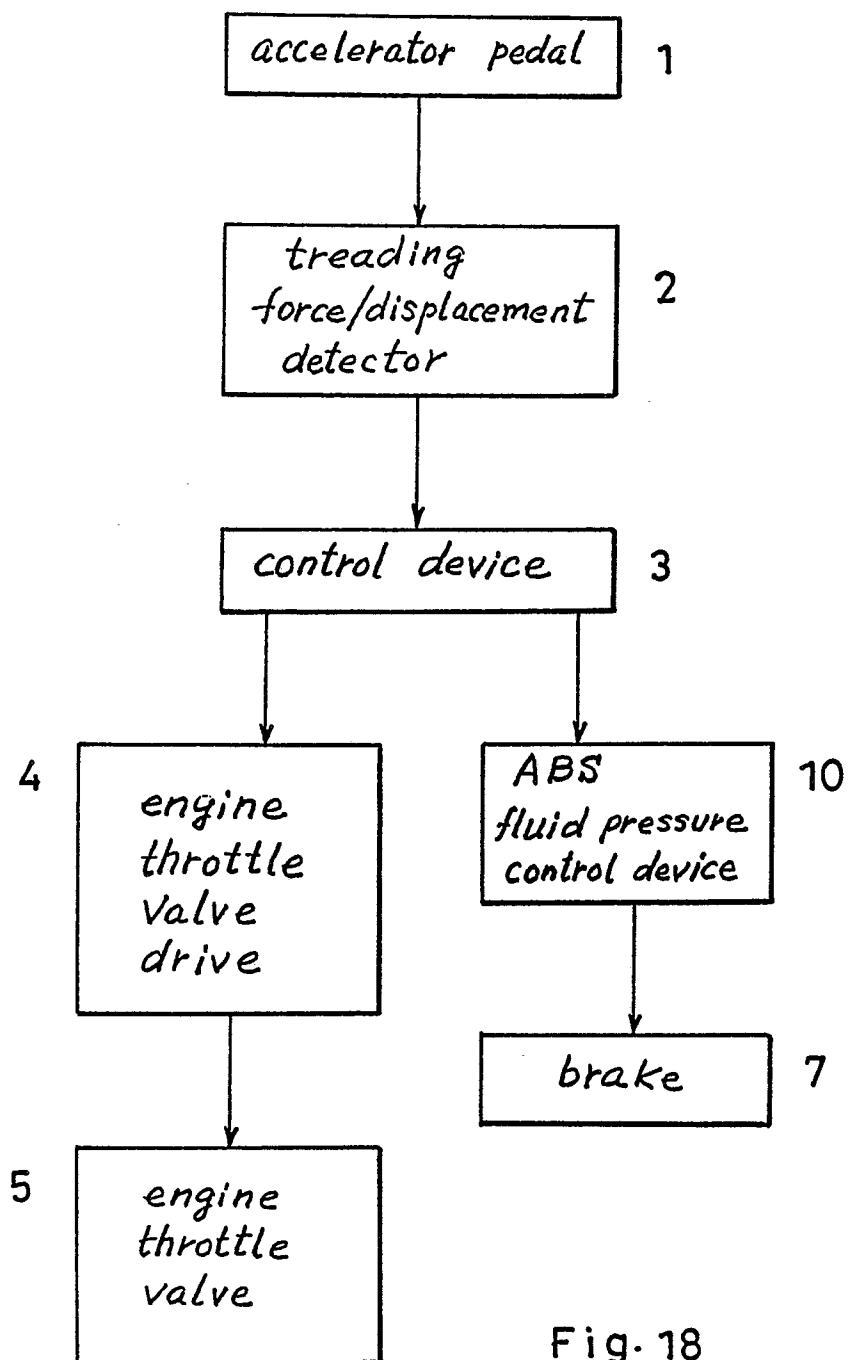 accelerator pedal 1
treading
force/displacement
detector
2
control device 3
4
engine
throttle
valve
drive
ABS
fluid pressure
control device
10
brake 7
5
engine
throttle
valve
Fig. 18